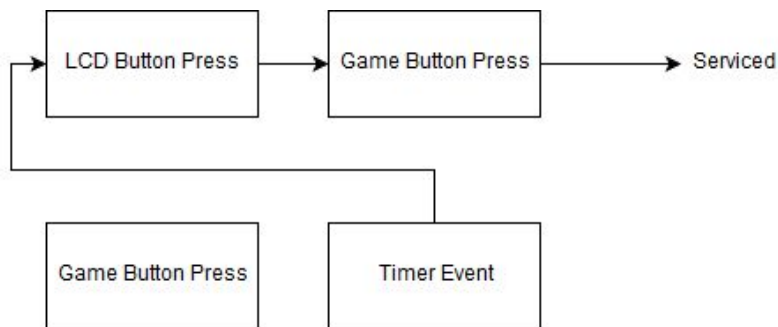 LCD Button Press
Game Button Press
Serviced
Game Button Press
Timer Event